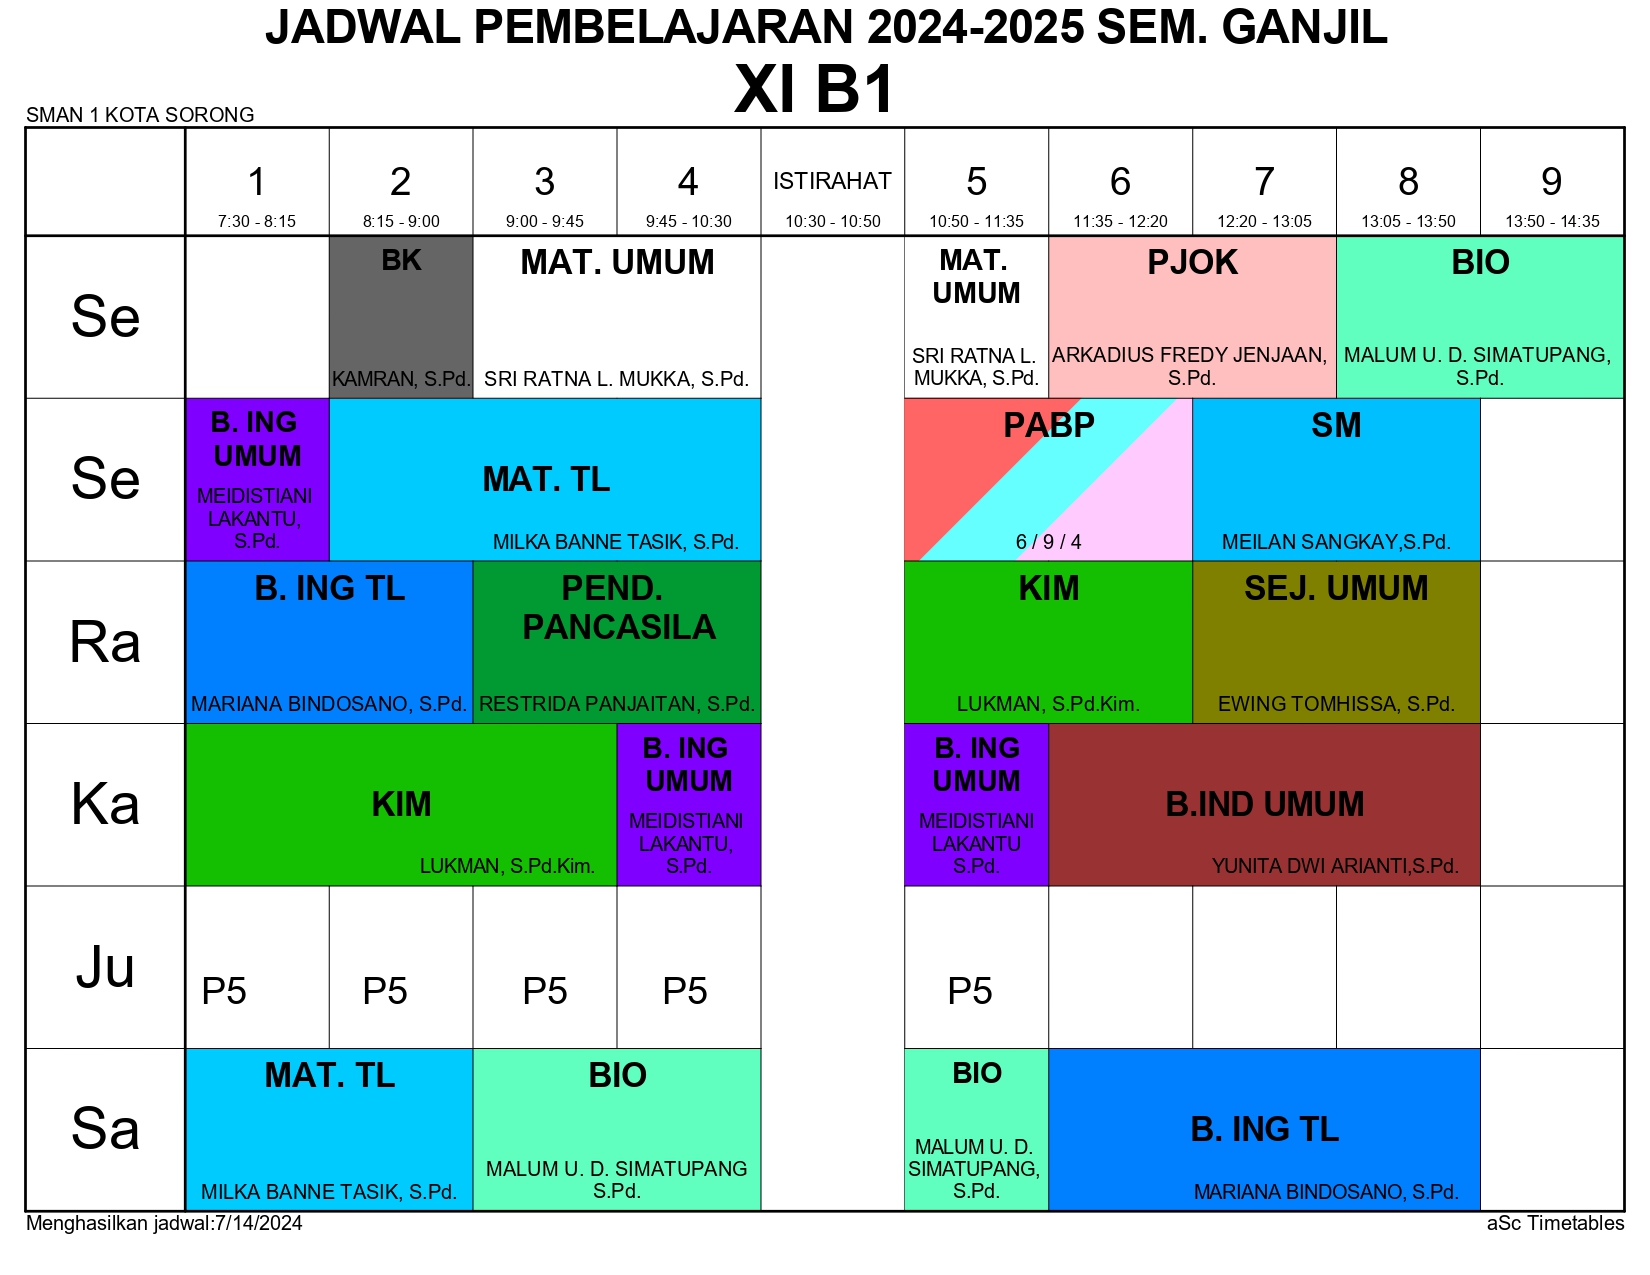 JADWAL PEMBELAJARAN 2024-2025 SEM. GANJIL
XI B1
SMAN 1 KOTA SORONG
1 2 3 4 ISTIRAHAT 5 6 7 8 9
7:30 - 8:15 8:15 - 9:00 9:00 - 9:45 9:45 - 10:30 10:30 - 10:50 10:50 - 11:35 11:35 - 12:20 12:20 - 13:05 13:05 - 13:50 13:50 - 14:35
Se
BK
KAMRAN, S.Pd.
MAT. UMUM
SRI RATNA L. MUKKA, S.Pd.
MAT.
UMUM
SRI RATNA L.
MUKKA, S.Pd.
PJOK
ARKADIUS FREDY JENJAAN,
S.Pd.
BIO
MALUM U. D. SIMATUPANG,
S.Pd.
Se
B. ING
UMUM
MEIDISTIANI
LAKANTU,
S.Pd.
MAT. TL
MILKA BANNE TASIK, S.Pd.
PABP
6 / 9 / 4
SM
MEILAN SANGKAY,S.Pd.
Ra
B. ING TL
MARIANA BINDOSANO, S.Pd.
PEND.
PANCASILA
RESTRIDA PANJAITAN, S.Pd.
KIM
LUKMAN, S.Pd.Kim.
SEJ. UMUM
EWING TOMHISSA, S.Pd.
Ka
KIM
LUKMAN, S.Pd.Kim.
B. ING
UMUM
MEIDISTIANI
LAKANTU,
S.Pd.
B. ING
UMUM
MEIDISTIANI
LAKANTU
S.Pd.
B.IND UMUM
YUNITA DWI ARIANTI,S.Pd.
Ju
P5 P5 P5 P5 P5
Sa
MAT. TL
MILKA BANNE TASIK, S.Pd.
BIO
MALUM U. D. SIMATUPANG
S.Pd.
BIO
MALUM U. D.
SIMATUPANG,
S.Pd.
B. ING TL
MARIANA BINDOSANO, S.Pd.
Menghasilkan jadwal:7/14/2024
aSc Timetables